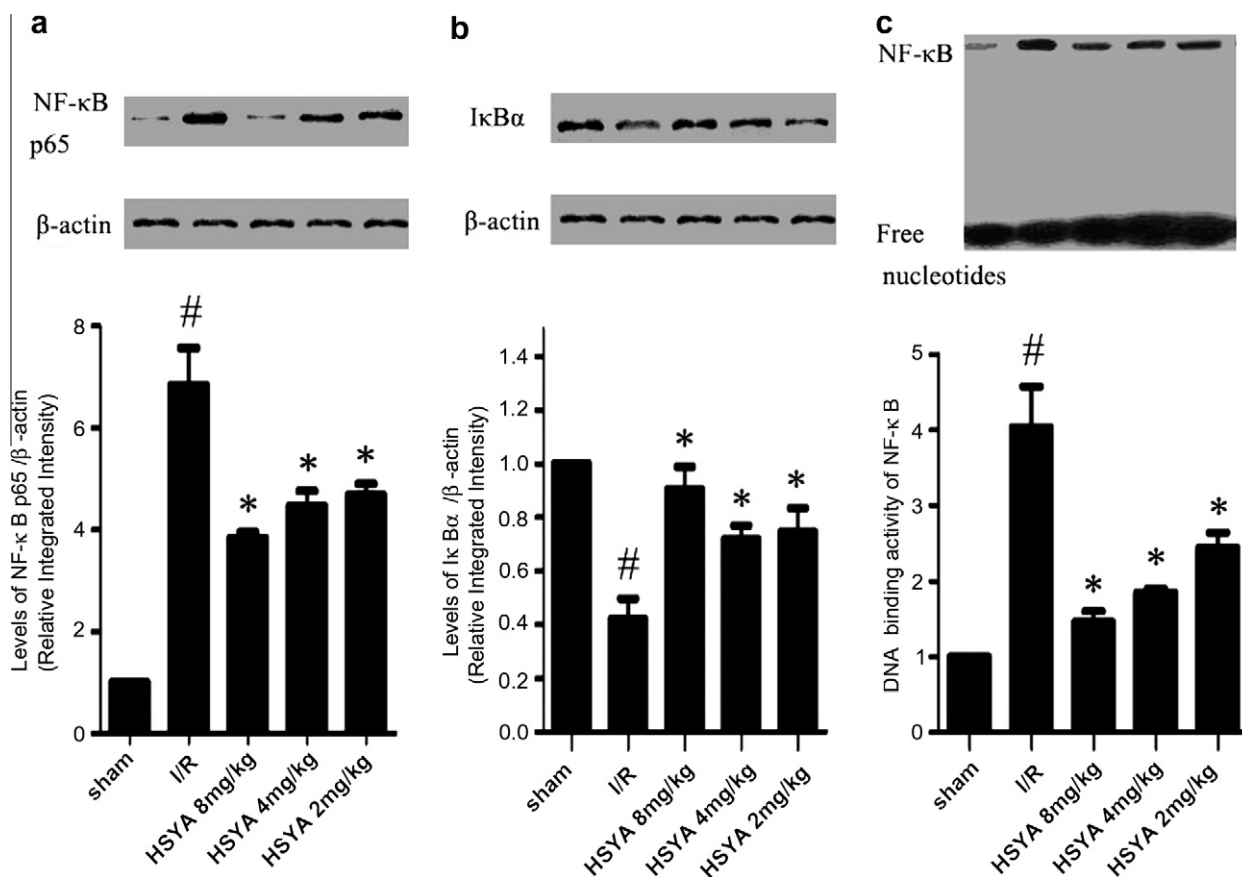 a
NF-κB
p65
β-actin
Levels of NF-κ B p65 /β -actin
(Relative Integrated Intensity)
8
6
4
2
0
#
*
*
*
sham
I/R
HSYA 8mg/kg
HSYA 4mg/kg
HSYA 2mg/kg
b
IκBα
β-actin
Levels of Iκ Bα /β -actin
(Relative Integrated Intensity)
1.4
1.2
1.0
0.8
0.6
0.4
0.2
0.0
#
*
*
*
sham
I/R
HSYA 8mg/kg
HSYA 4mg/kg
HSYA 2mg/kg
c
NF-κB
Free
nucleotides
DNA binding activity of NF-κ B
5
4
3
2
1
0
#
*
*
*
sham
I/R
HSYA 8mg/kg
HSYA 4mg/kg
HSYA 2mg/kg